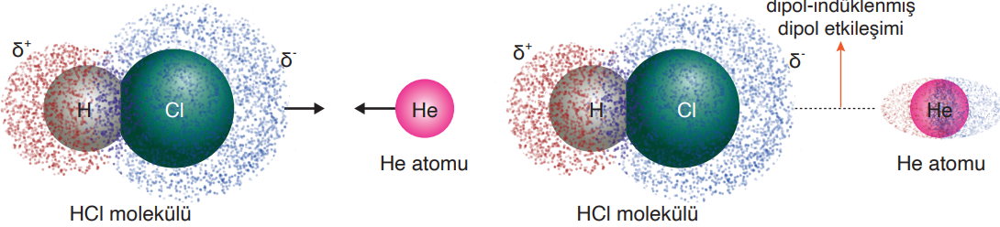 δ+
H
Cl
δ-
He
He atomu
HCl molekülü
δ+
H
Cl
δ-
dipol-indüklenmiş
dipol etkileşimi
He
He atomu
HCl molekülü